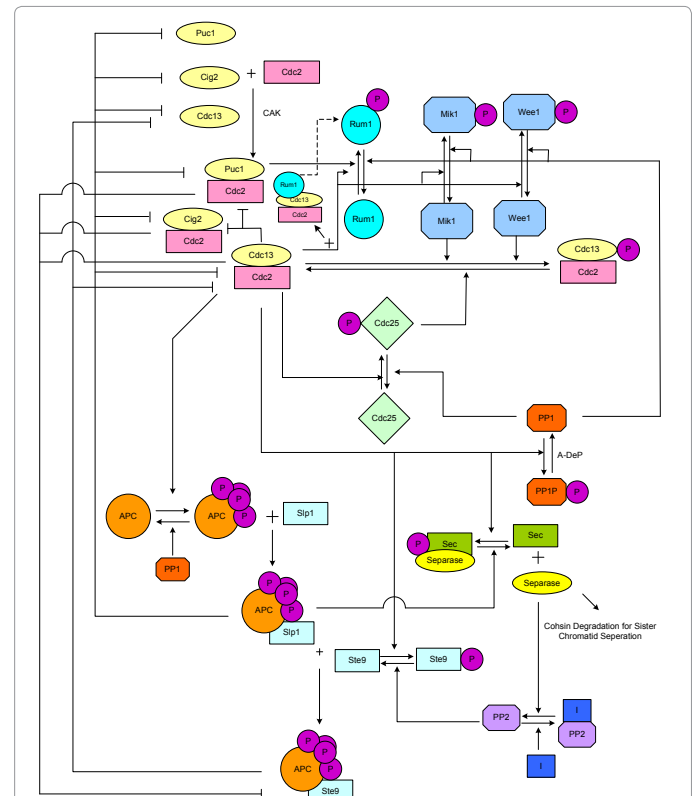 Puc1
Cig2
+
Cdc2
Cdc13
CAK
P
Rum1
Mik1
P
Wee1
P
Puc1
Cdc2
Rum1
Cdc13
Cdc2
+
Rum1
Mik1
Wee1
Cig2
Cdc2
Cdc13
Cdc2
Cdc13
P
Cdc2
P
Cdc25
Cdc25
PP1
A-DeP
PP1P
P
APC
APC
P
P
P
P
+
Slp1
PP1
P
Sec
Separase
Sec
+
Separase
Cohsin Degradation for Sister
Chromatid Seperation
APC
P
P
P
P
Slp1
+
Ste9
Ste9
P
PP2
I
PP2
I
APC
P
P
P
P
Ste9